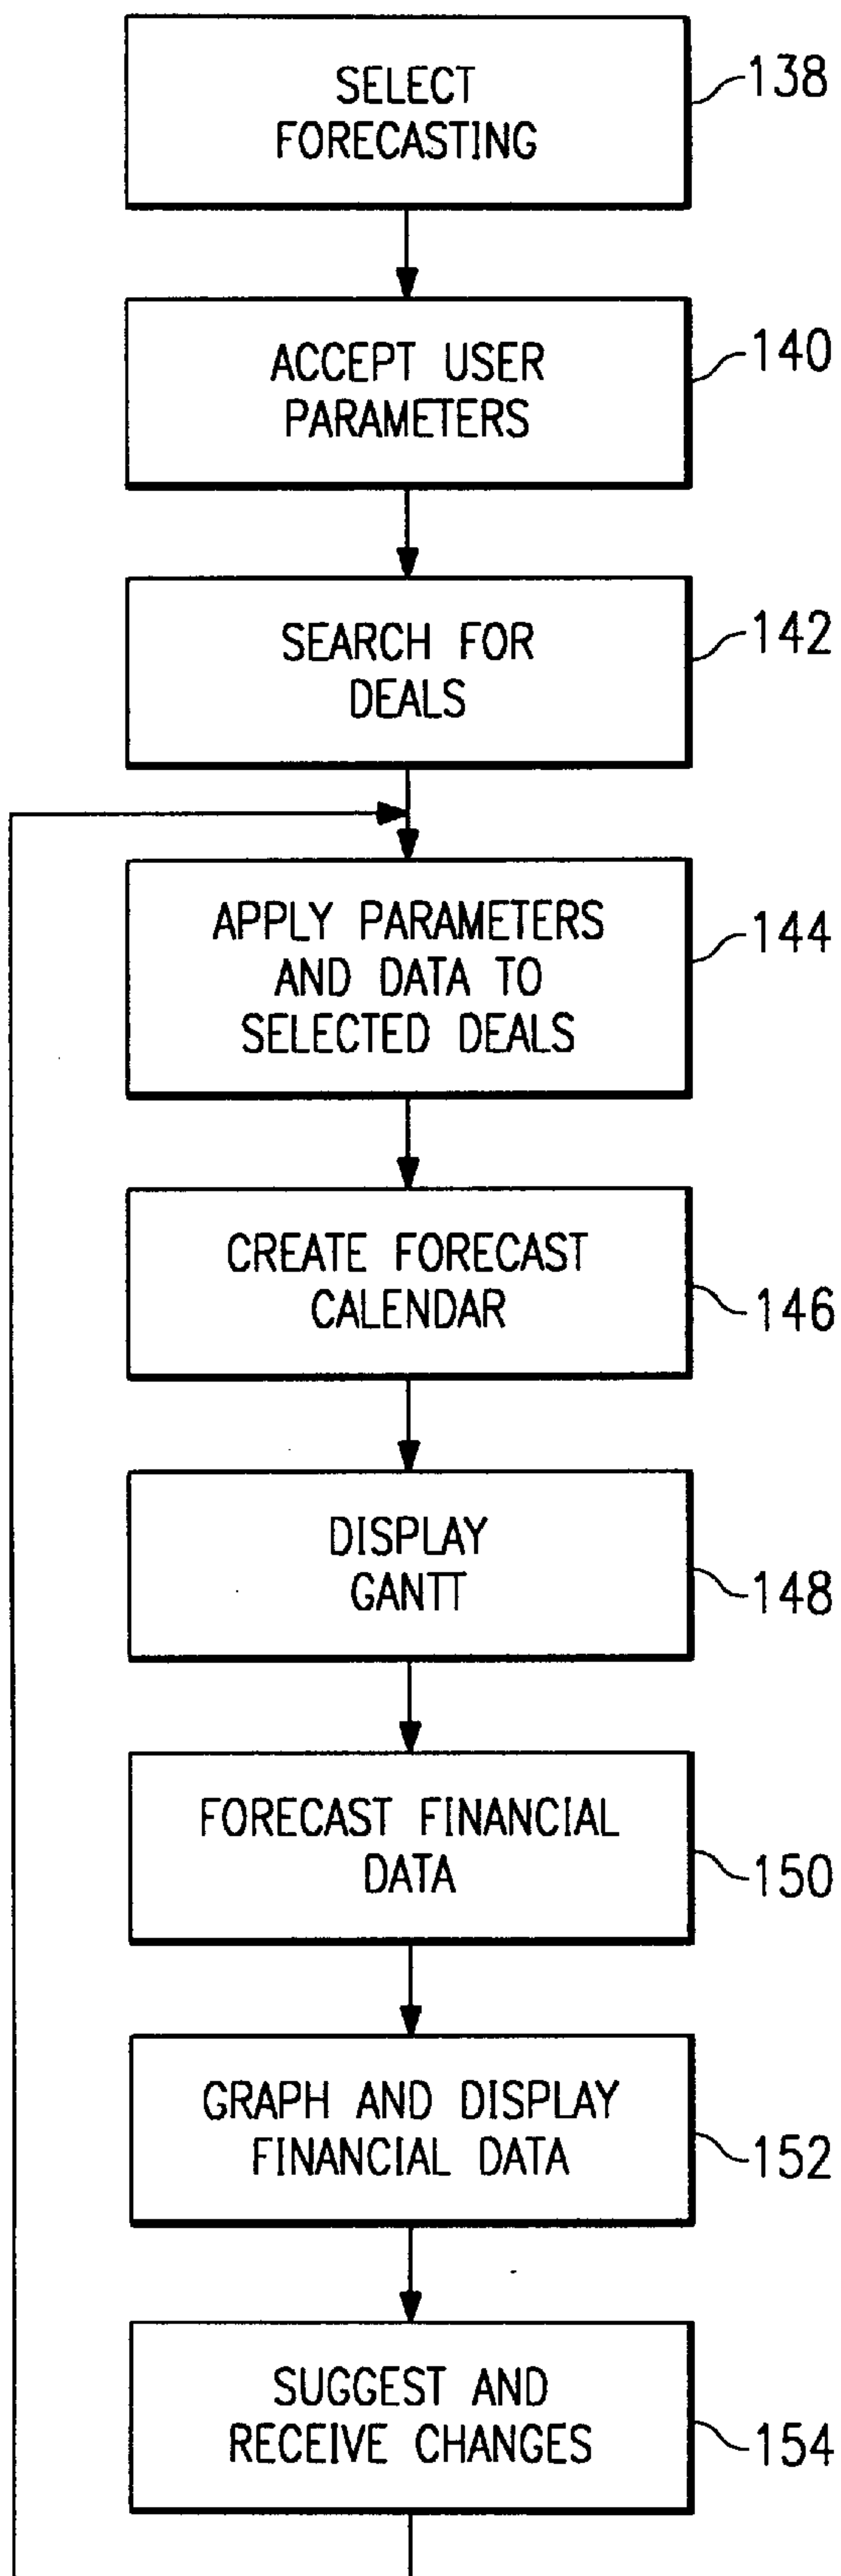 SELECT
FORECASTING
138
ACCEPT USER
PARAMETERS
140
SEARCH FOR
DEALS
142
APPLY PARAMETERS
AND DATA TO
SELECTED DEALS
144
CREATE FORECAST
CALENDAR
146
DISPLAY
GANTT
148
FORECAST FINANCIAL
DATA
150
GRAPH AND DISPLAY
FINANCIAL DATA
152
SUGGEST AND
RECEIVE CHANGES
154